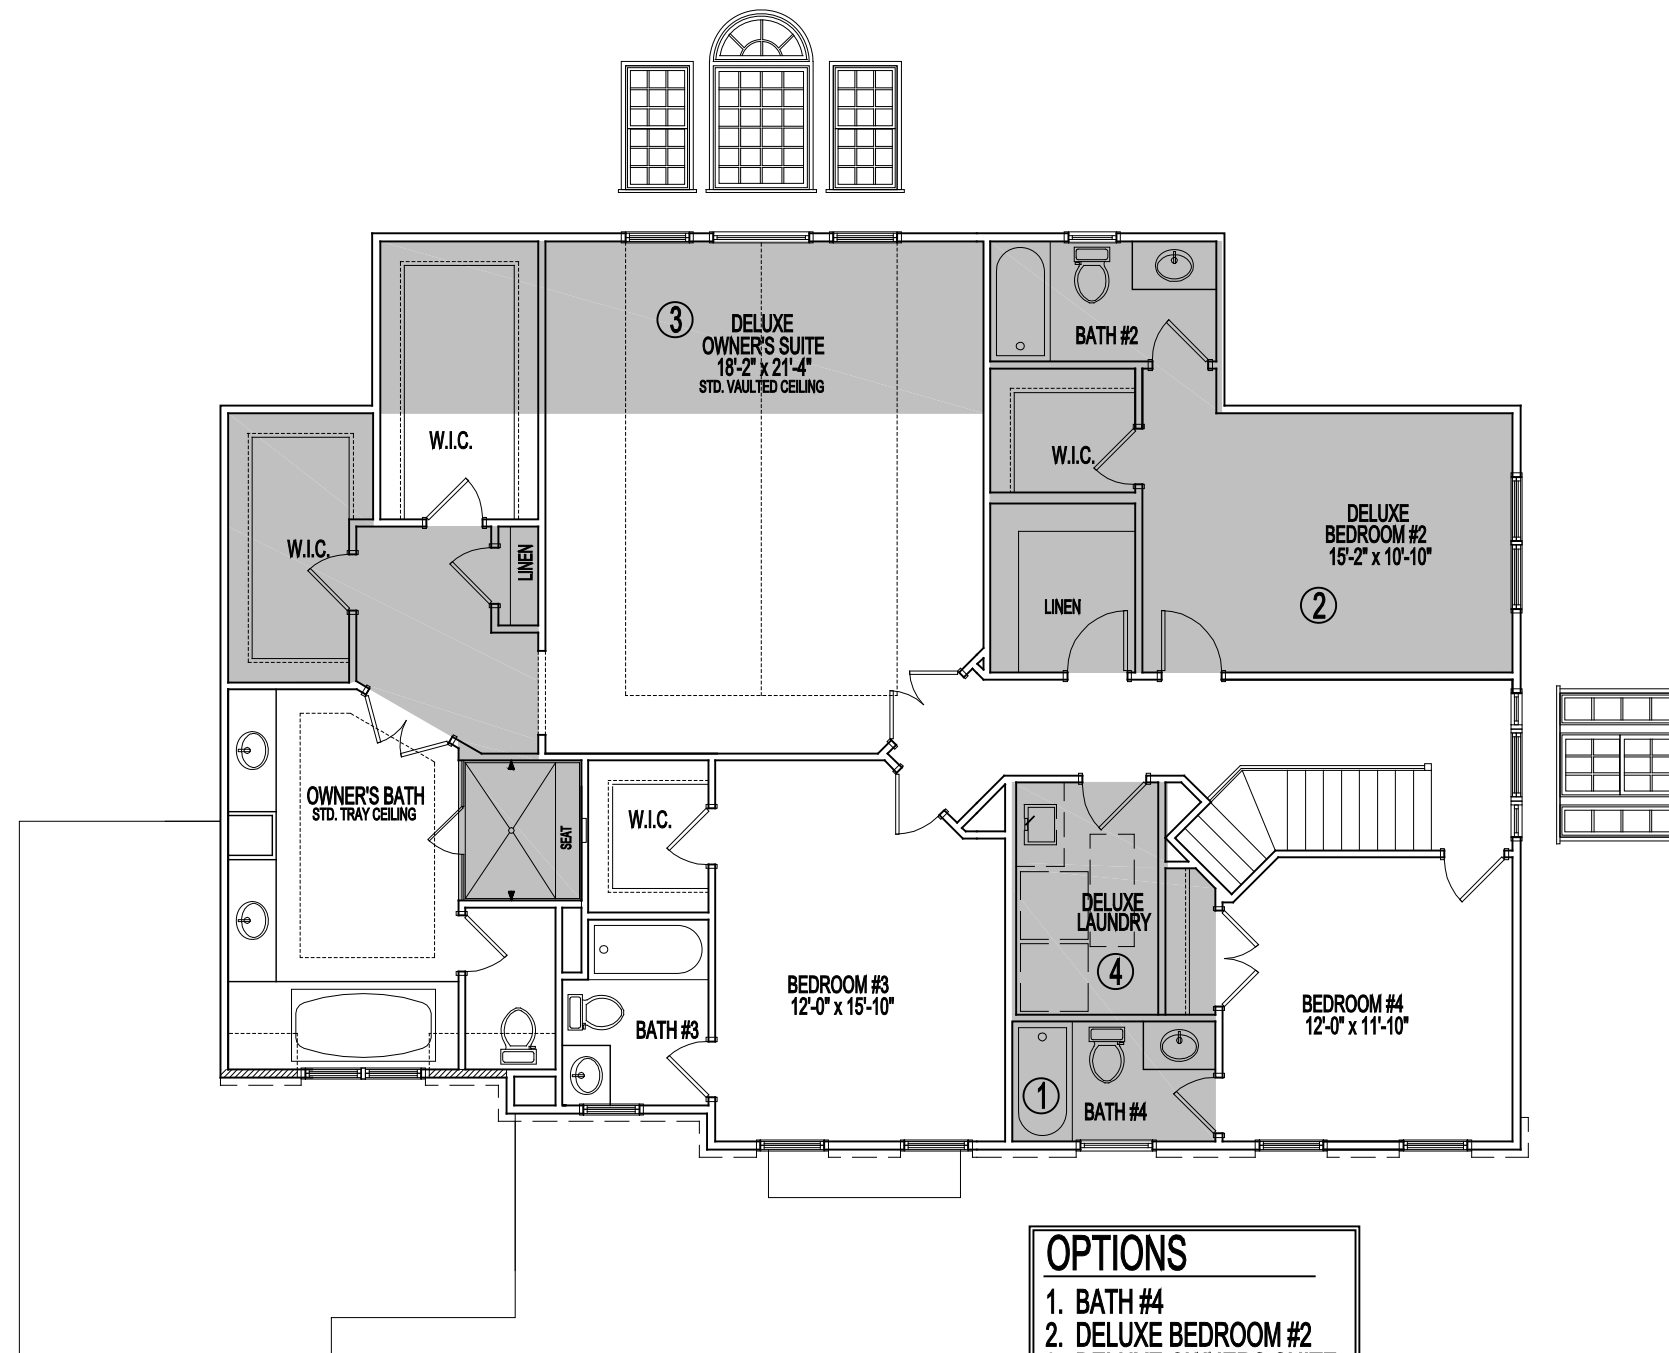 3
DELUXE
OWNER'S SUITE
18'-2" x 21'-4"
STD. VAULTED CEILING
BATH #2
W.I.C.
W.I.C.
DELUXE
BEDROOM #2
15'-2" x 10'-10"
2
W.I.C.
LINEN
LINEN
OWNER'S BATH
STD. TRAY CEILING
SEAT
W.I.C.
DELUXE
LAUNDRY
4
BEDROOM #3
12'-0" x 15'-10"
BEDROOM #4
12'-0" x 11'-10"
BATH #3
1
BATH #4
OPTIONS
1. BATH #4
2. DELUXE BEDROOM #2